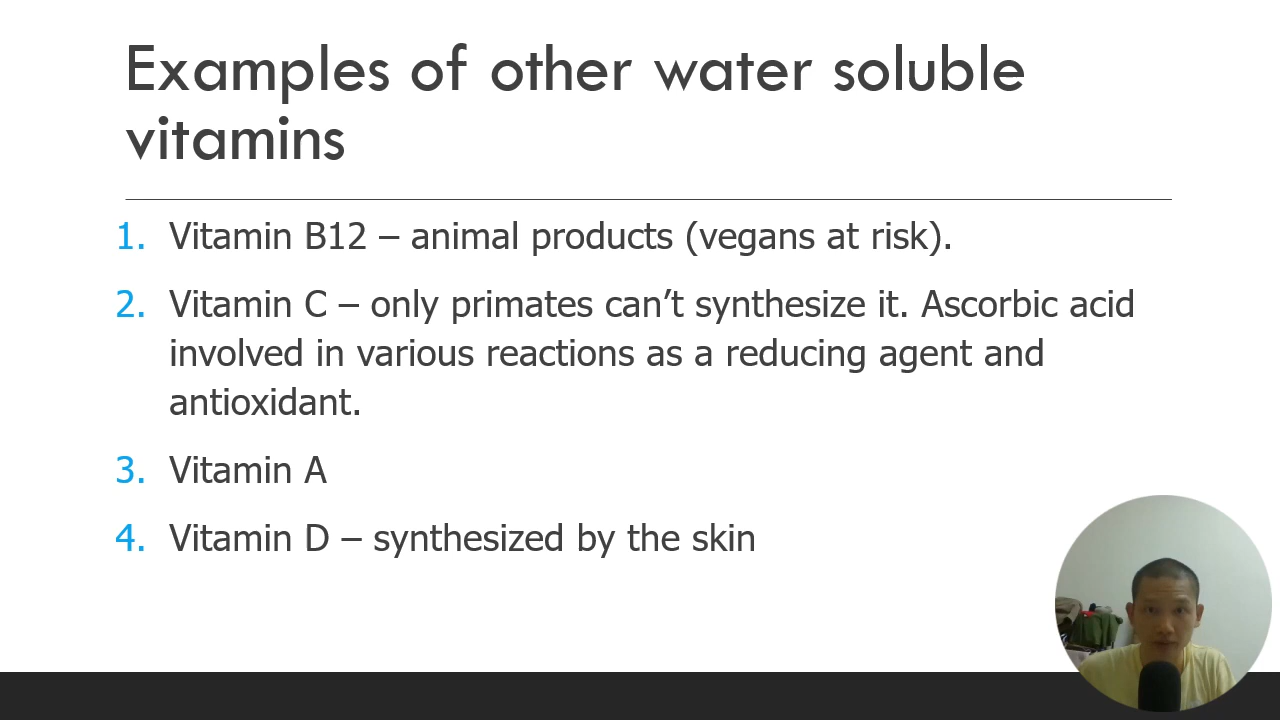 Examples of other water soluble
vitamins
1. Vitamin B12 – animal products (vegans at risk).
2. Vitamin C – only primates can’t synthesize it. Ascorbic acid
involved in various reactions as a reducing agent and
antioxidant.
3. Vitamin A
4. Vitamin D – synthesized by the skin